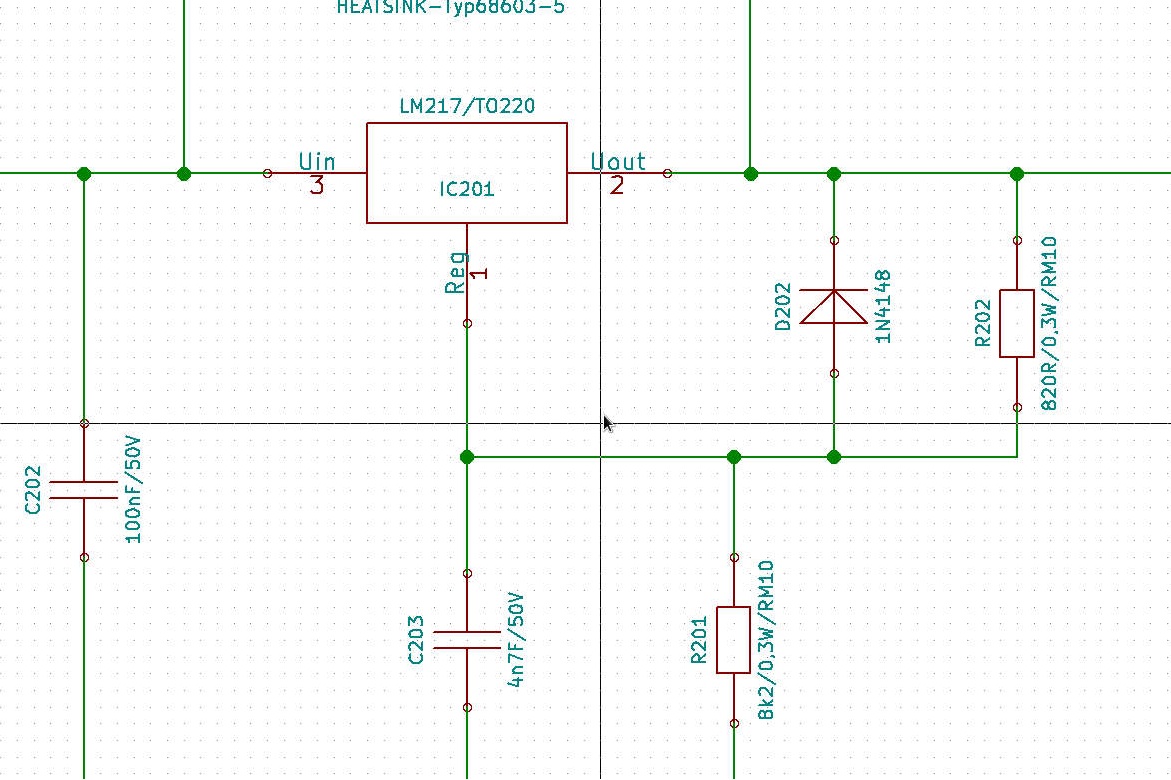 HEATSINK-Typ68603-5
LM217/TO220
Uin
3
IC201
Uout
2
Reg
1
D202
1N4148
R202
820R/0,3W/RM10
C202
100nF/50V
C203
4n7F/50V
R201
8k2/0,3W/RM10